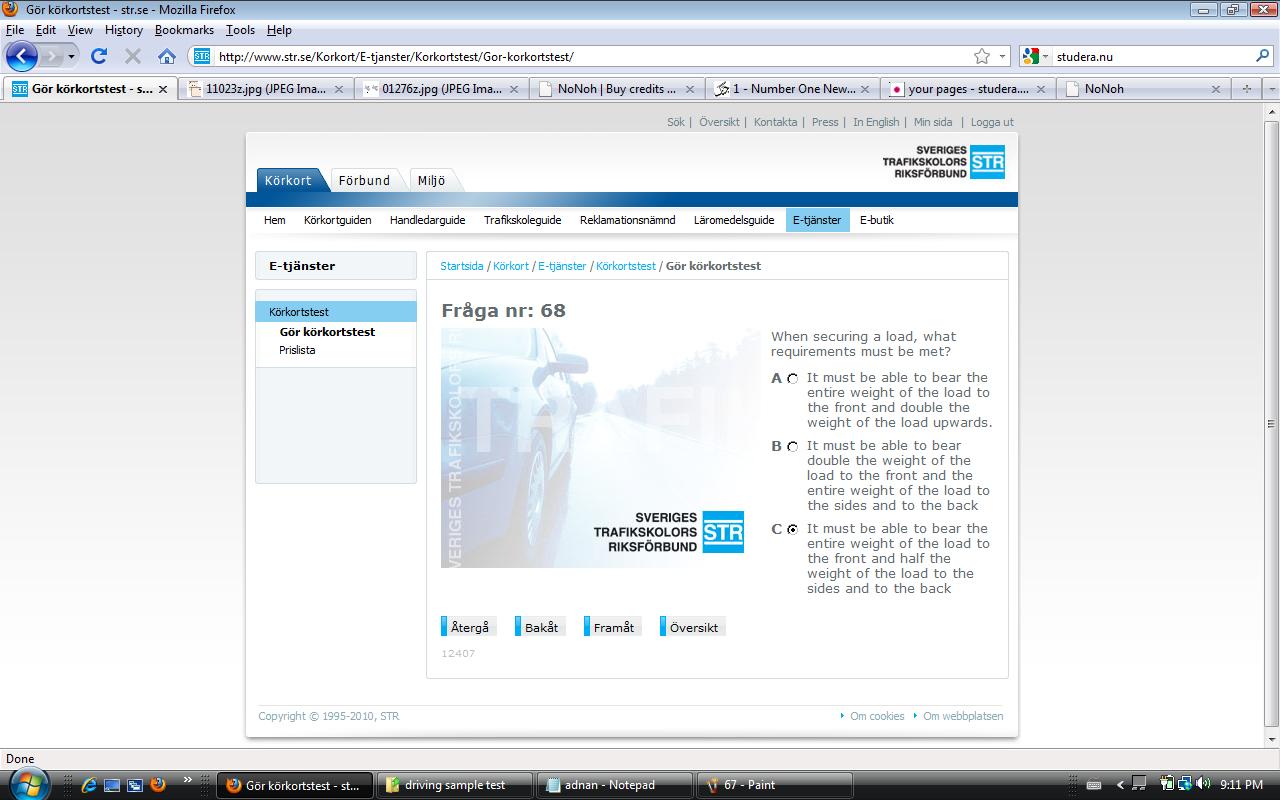 Gör körkortstest - str.se - Mozilla Firefox
File Edit View History Bookmarks Tools Help
http://www.str.se/Korkort/E-tjanster/Korkortstest/Gor-korkortstest/
studera.nu
Gör körkortstest - s...
11023z.jpg (JPEG Ima...
01276z.jpg (JPEG Ima...
NoNoh | Buy credits ...
1 - Number One New...
your pages - studera....
NoNoh
Sök | Översikt | Kontakta | Press | In English | Min sida | Logga ut
SVERIGES
TRAFIKSKOLORS
RIKSFÖRBUND
STR
Körkort Förbund Miljö
Hem Körkortguiden Handledarguide Trafikskoleguide Reklamationsnämnd Läromedelsguide E-tjänster E-butik
E-tjänster
Körkortstest
Gör körkortstest
Prislista
Startsida / Körkort / E-tjänster / Körkortstest / Gör körkortstest
Fråga nr: 68
TRAFI
SVERIGES
TRAFIKSKOLORS
RIKSFÖRBUND
STR
When securing a load, what
requirements must be met?
A It must be able to bear the
entire weight of the load to
the front and double the
weight of the load upwards.
B It must be able to bear
double the weight of the
load to the front and the
entire weight of the load to
the sides and to the back
C It must be able to bear the
entire weight of the load to
the front and half the
weight of the load to the
sides and to the back
Återgå Bakåt Framåt Översikt
12407
Copyright © 1995-2010, STR
Om cookies Om webbplatsen
Done
Gör körkortstest - st...
driving sample test
adnan - Notepad
67 - Paint
9:11 PM